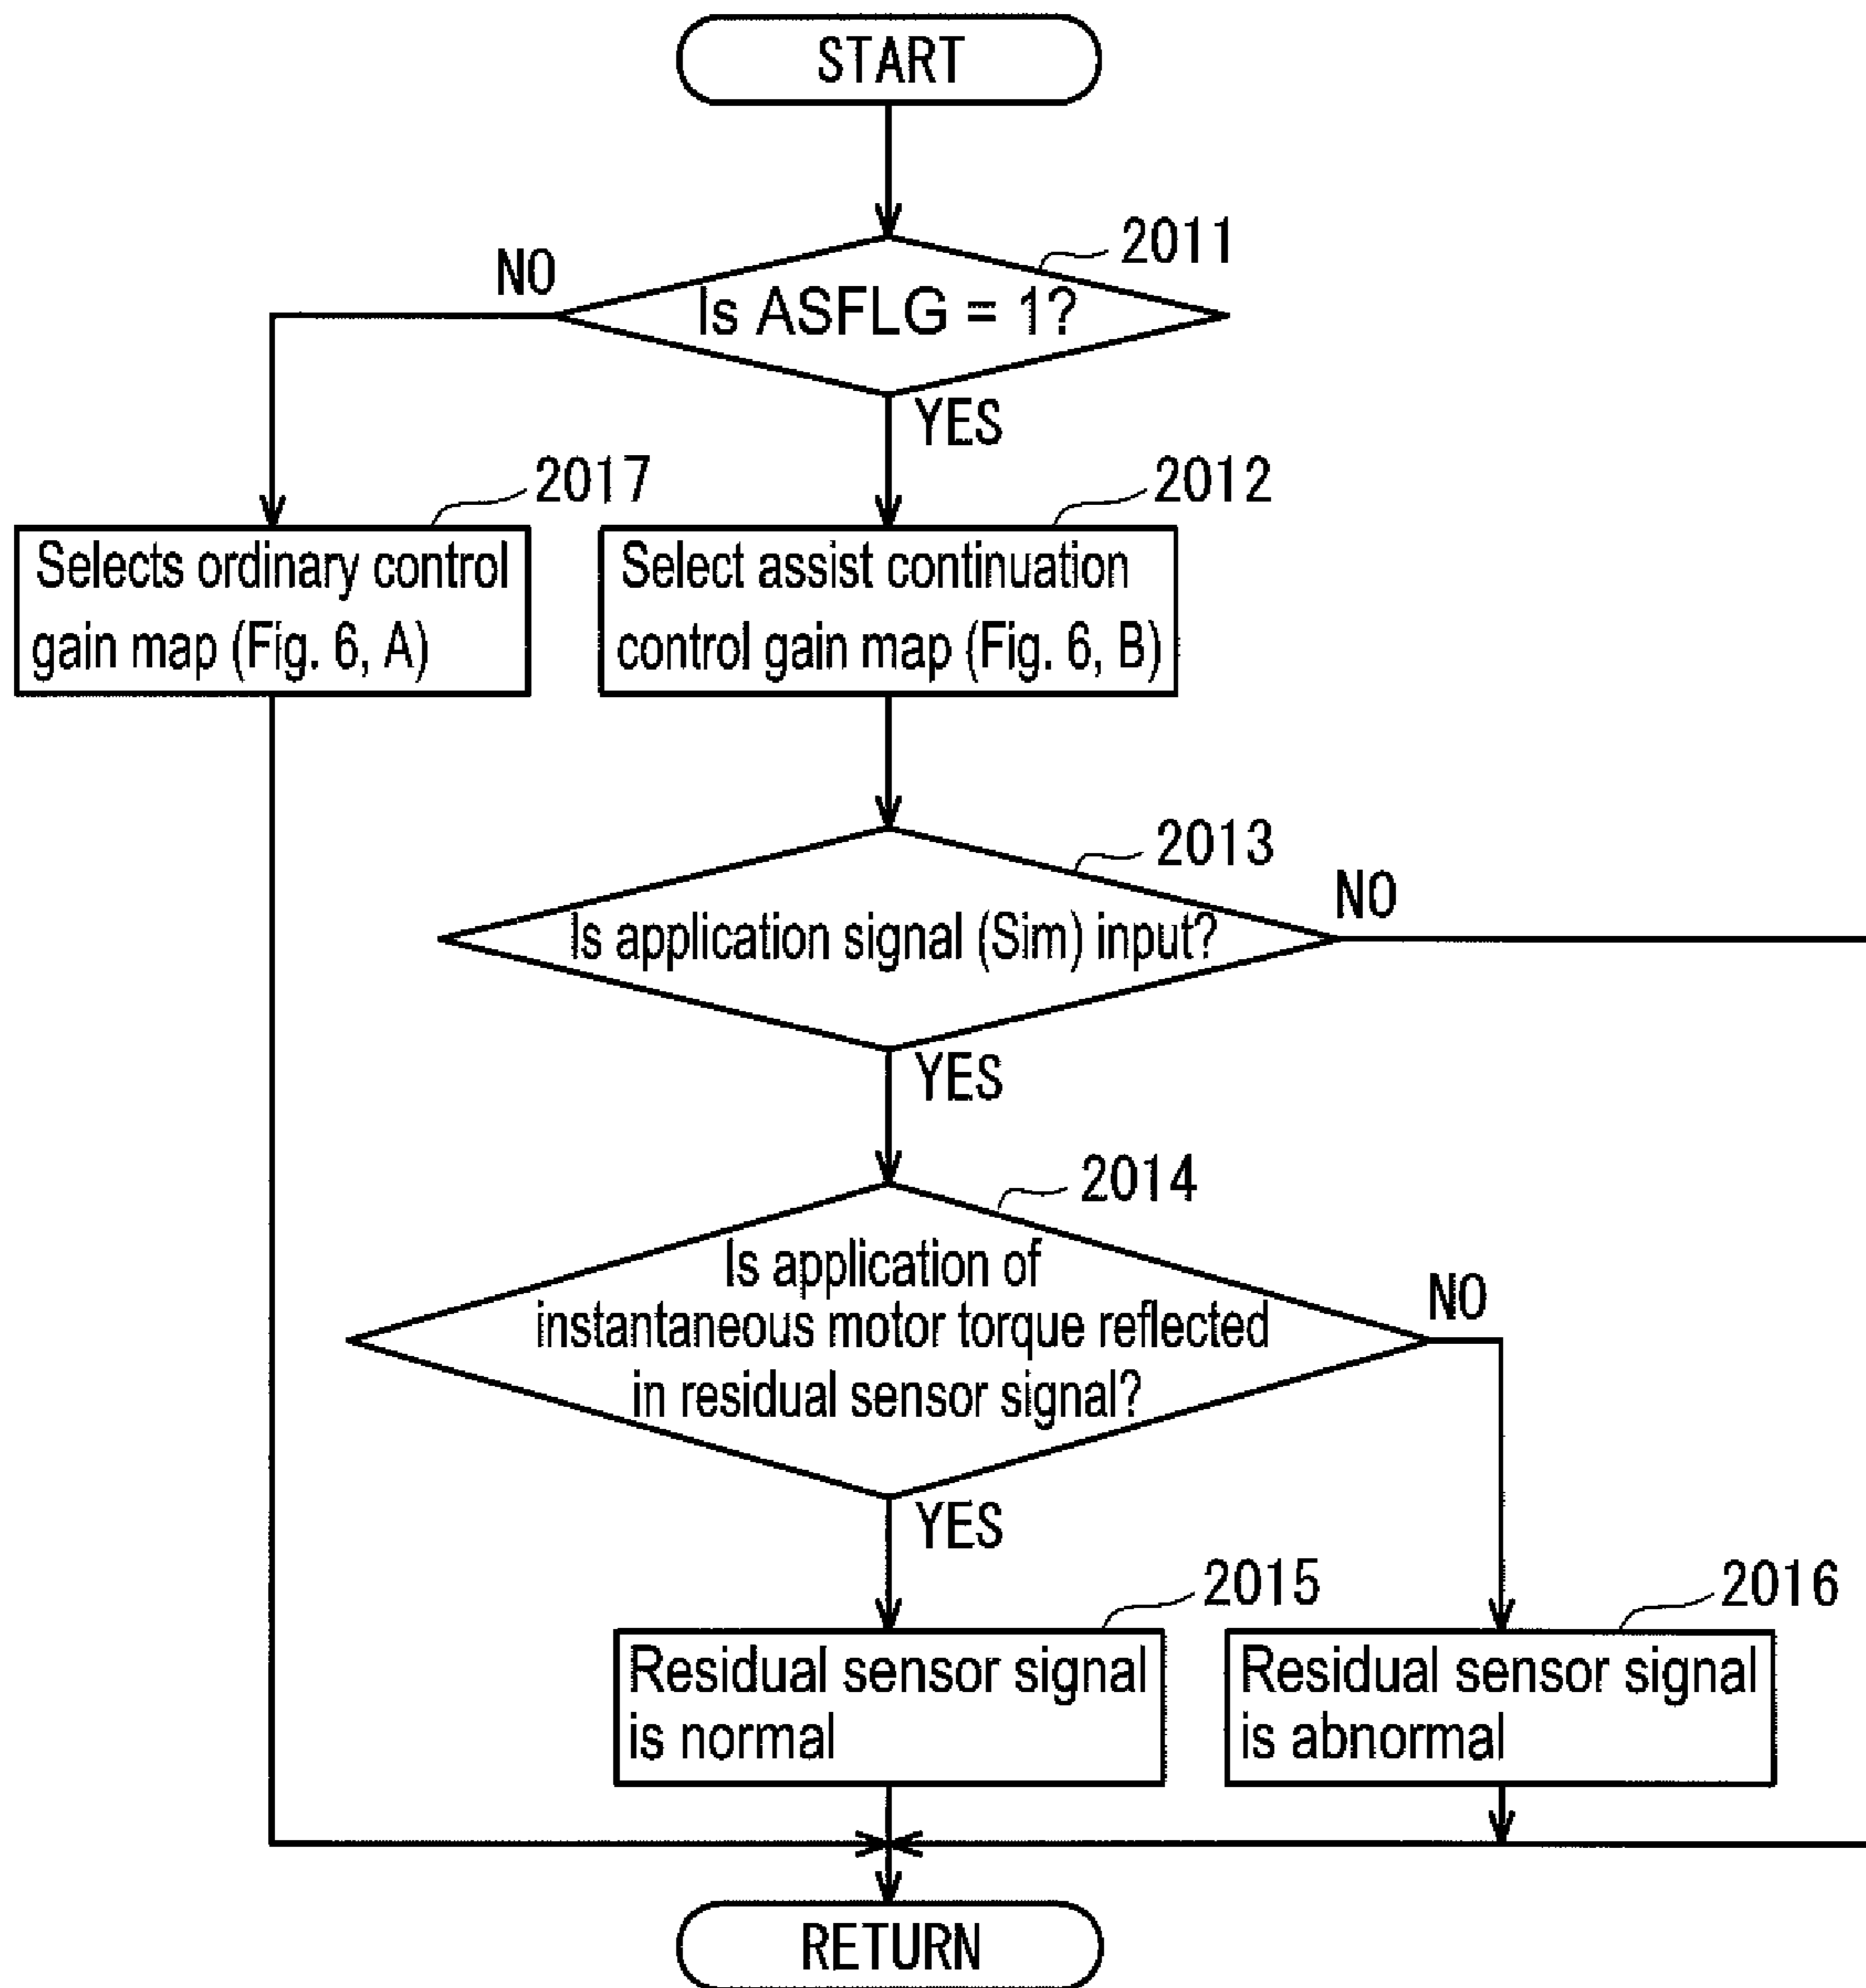 START
2011
NO
Is ASFLG = 1?
YES
2017
2012
Selects ordinary control
gain map (Fig. 6, A)
Select assist continuation
control gain map (Fig. 6, B)
2013
NO
Is application signal (Sim) input?
YES
2014
Is application of
instantaneous motor torque reflected
in residual sensor signal?
NO
YES
2015
2016
Residual sensor signal
is normal
Residual sensor signal
is abnormal
RETURN